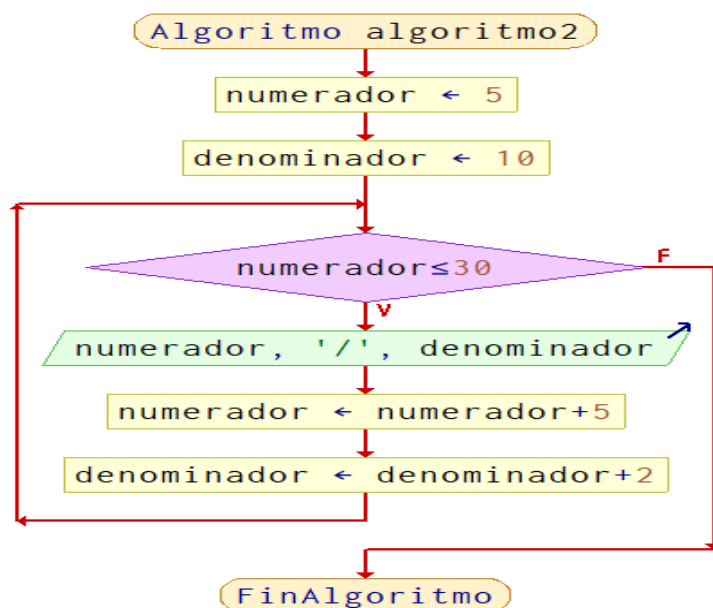 Algoritmo algoritmo2
numerador ← 5
denominador ← 10
numerador≤30
F
V
numerador, '/', denominador
numerador ← numerador+5
denominador ← denominador+2
FinAlgoritmo